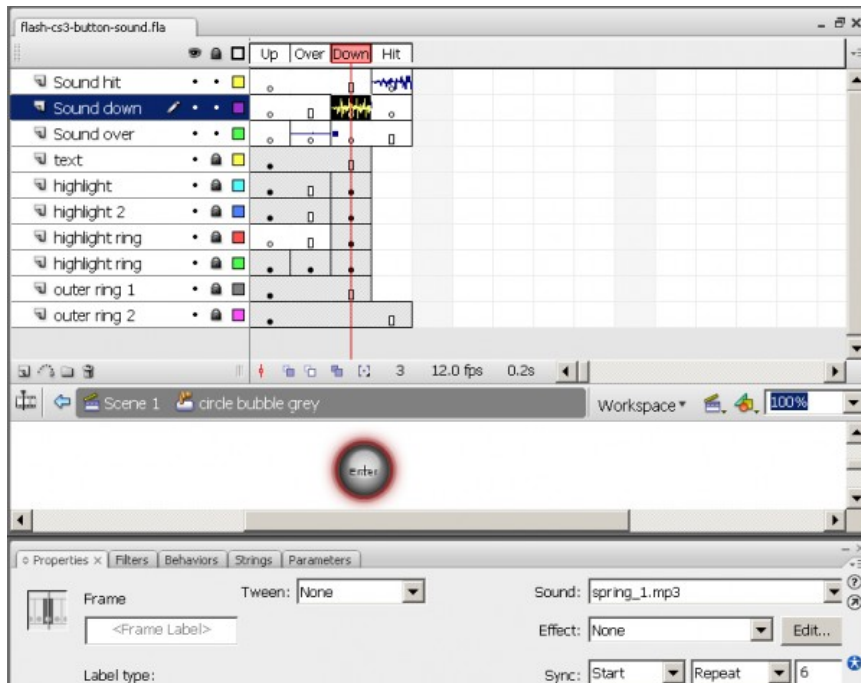 flash-cs3-button-sound.fla
Up Over Down Hit
Sound hit
Sound down
Sound over
text
highlight
highlight 2
highlight ring
highlight ring
outer ring 1
outer ring 2
3 12.0 fps 0.2s
Scene 1 circle bubble grey Workspace 100%
enter
Properties x Filters Behaviors Strings Parameters
Frame Tween: None Sound: spring_1.mp3
<Frame Label> Effect: None Edit...
Label type: Sync: Start Repeat 6